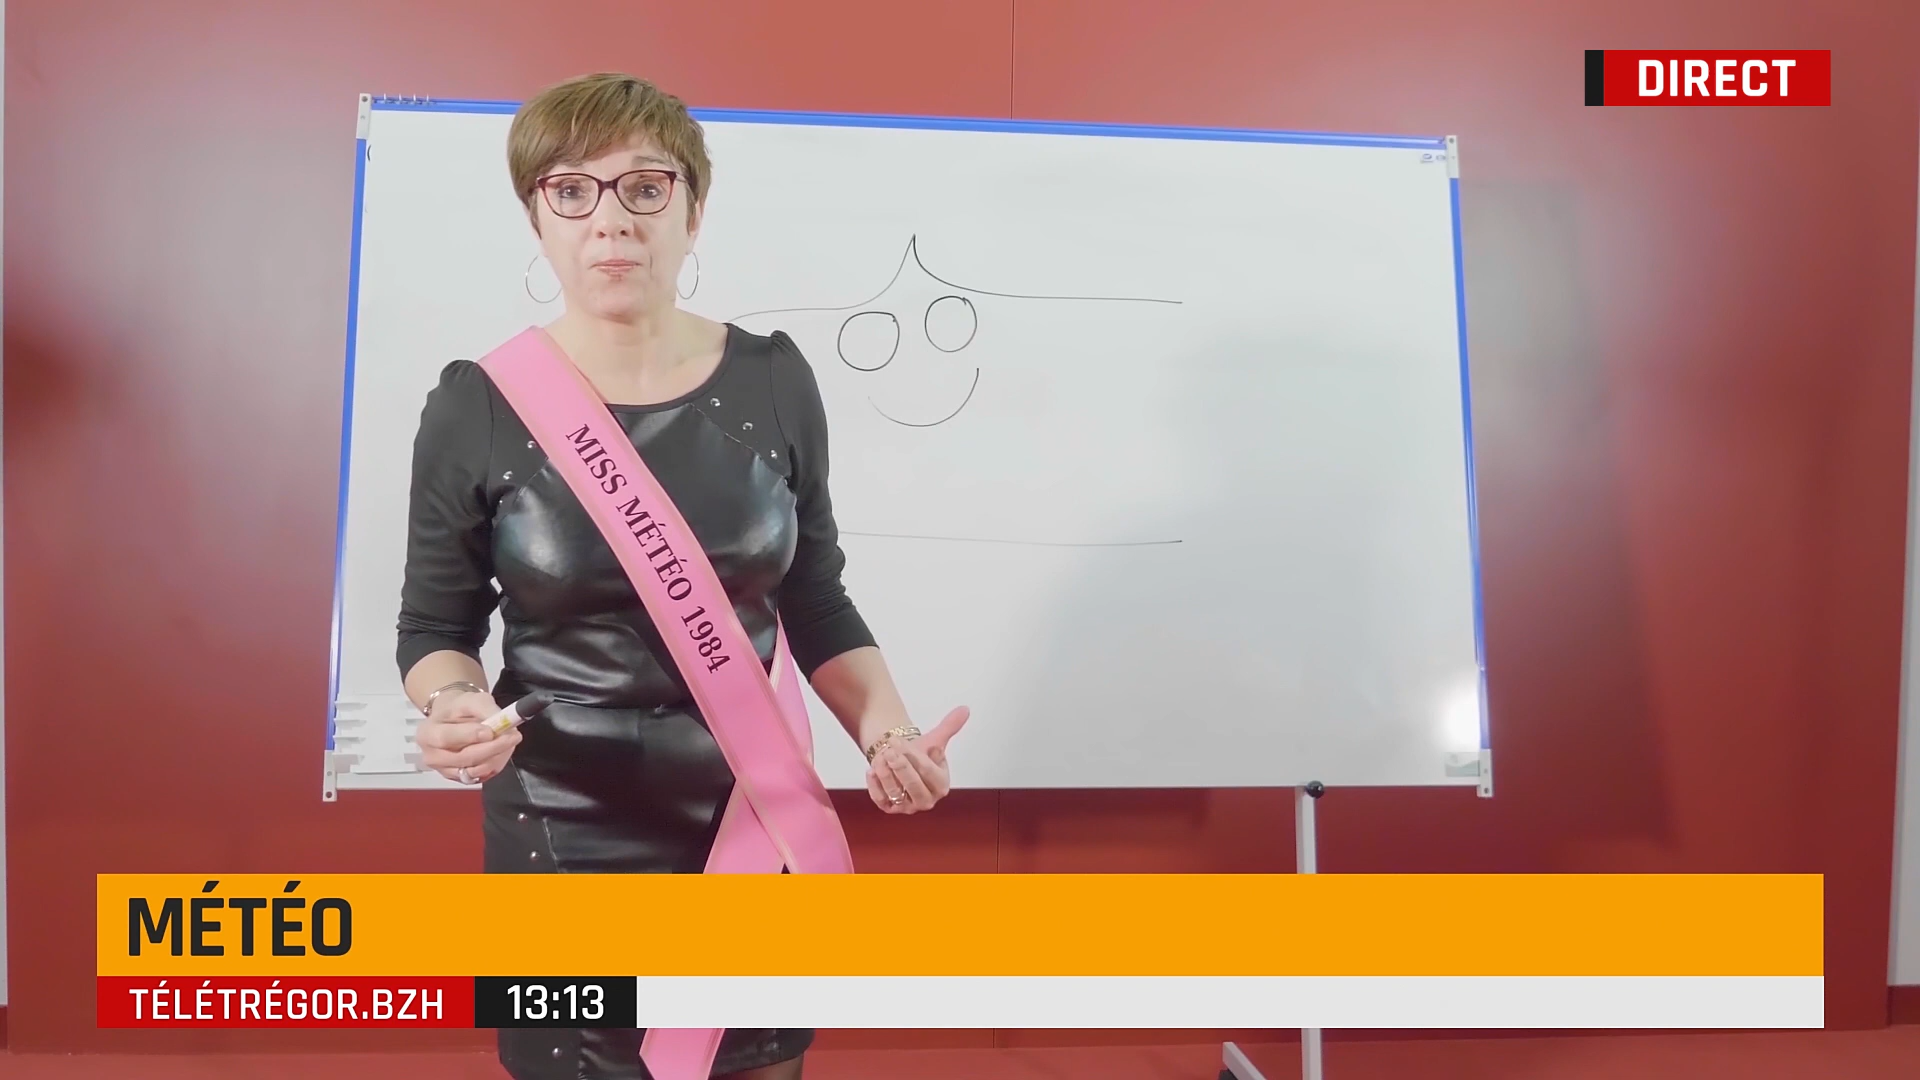 DIRECT
MISS MÉTÉO 1984
MÉTÉO
TÉLÉTRÉGOR.BZH
13:13